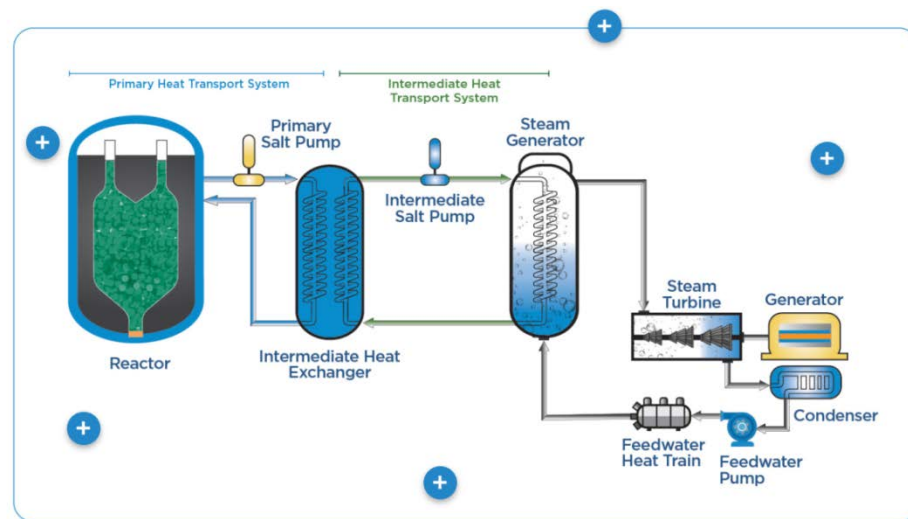 Primary Heat Transport System
Intermediate Heat
Transport System
Primary
Salt Pump
Steam
Generator
Intermediate
Salt Pump
Reactor
Intermediate Heat
Exchanger
Steam
Turbine
Generator
Condenser
Feedwater
Heat Train
Feedwater
Pump